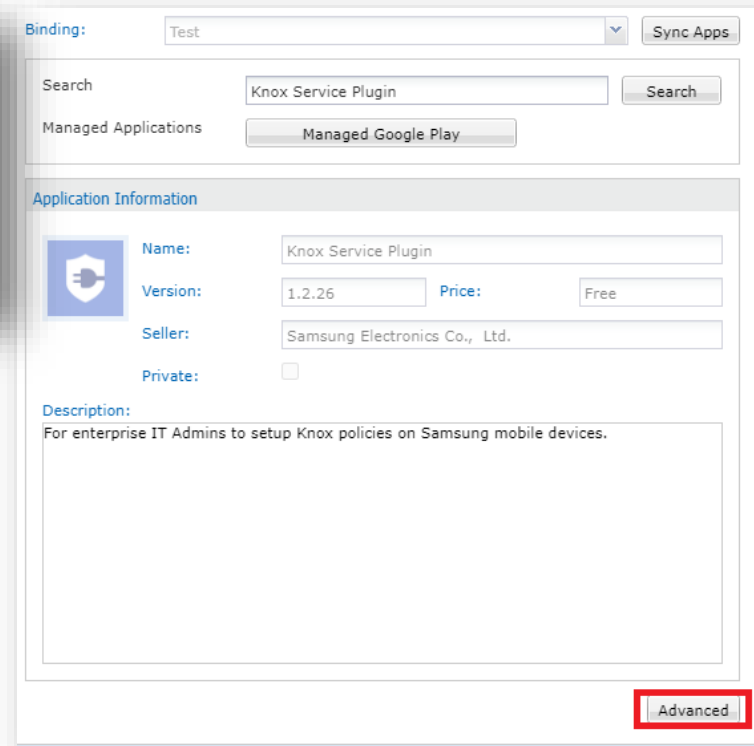 Binding: Test Sync Apps
Search Knox Service Plugin Search
Managed Applications Managed Google Play
Application Information
Name: Knox Service Plugin
Version: 1.2.26 Price: Free
Seller: Samsung Electronics Co., Ltd.
Private:
Description:
For enterprise IT Admins to setup Knox policies on Samsung mobile devices.
Advanced